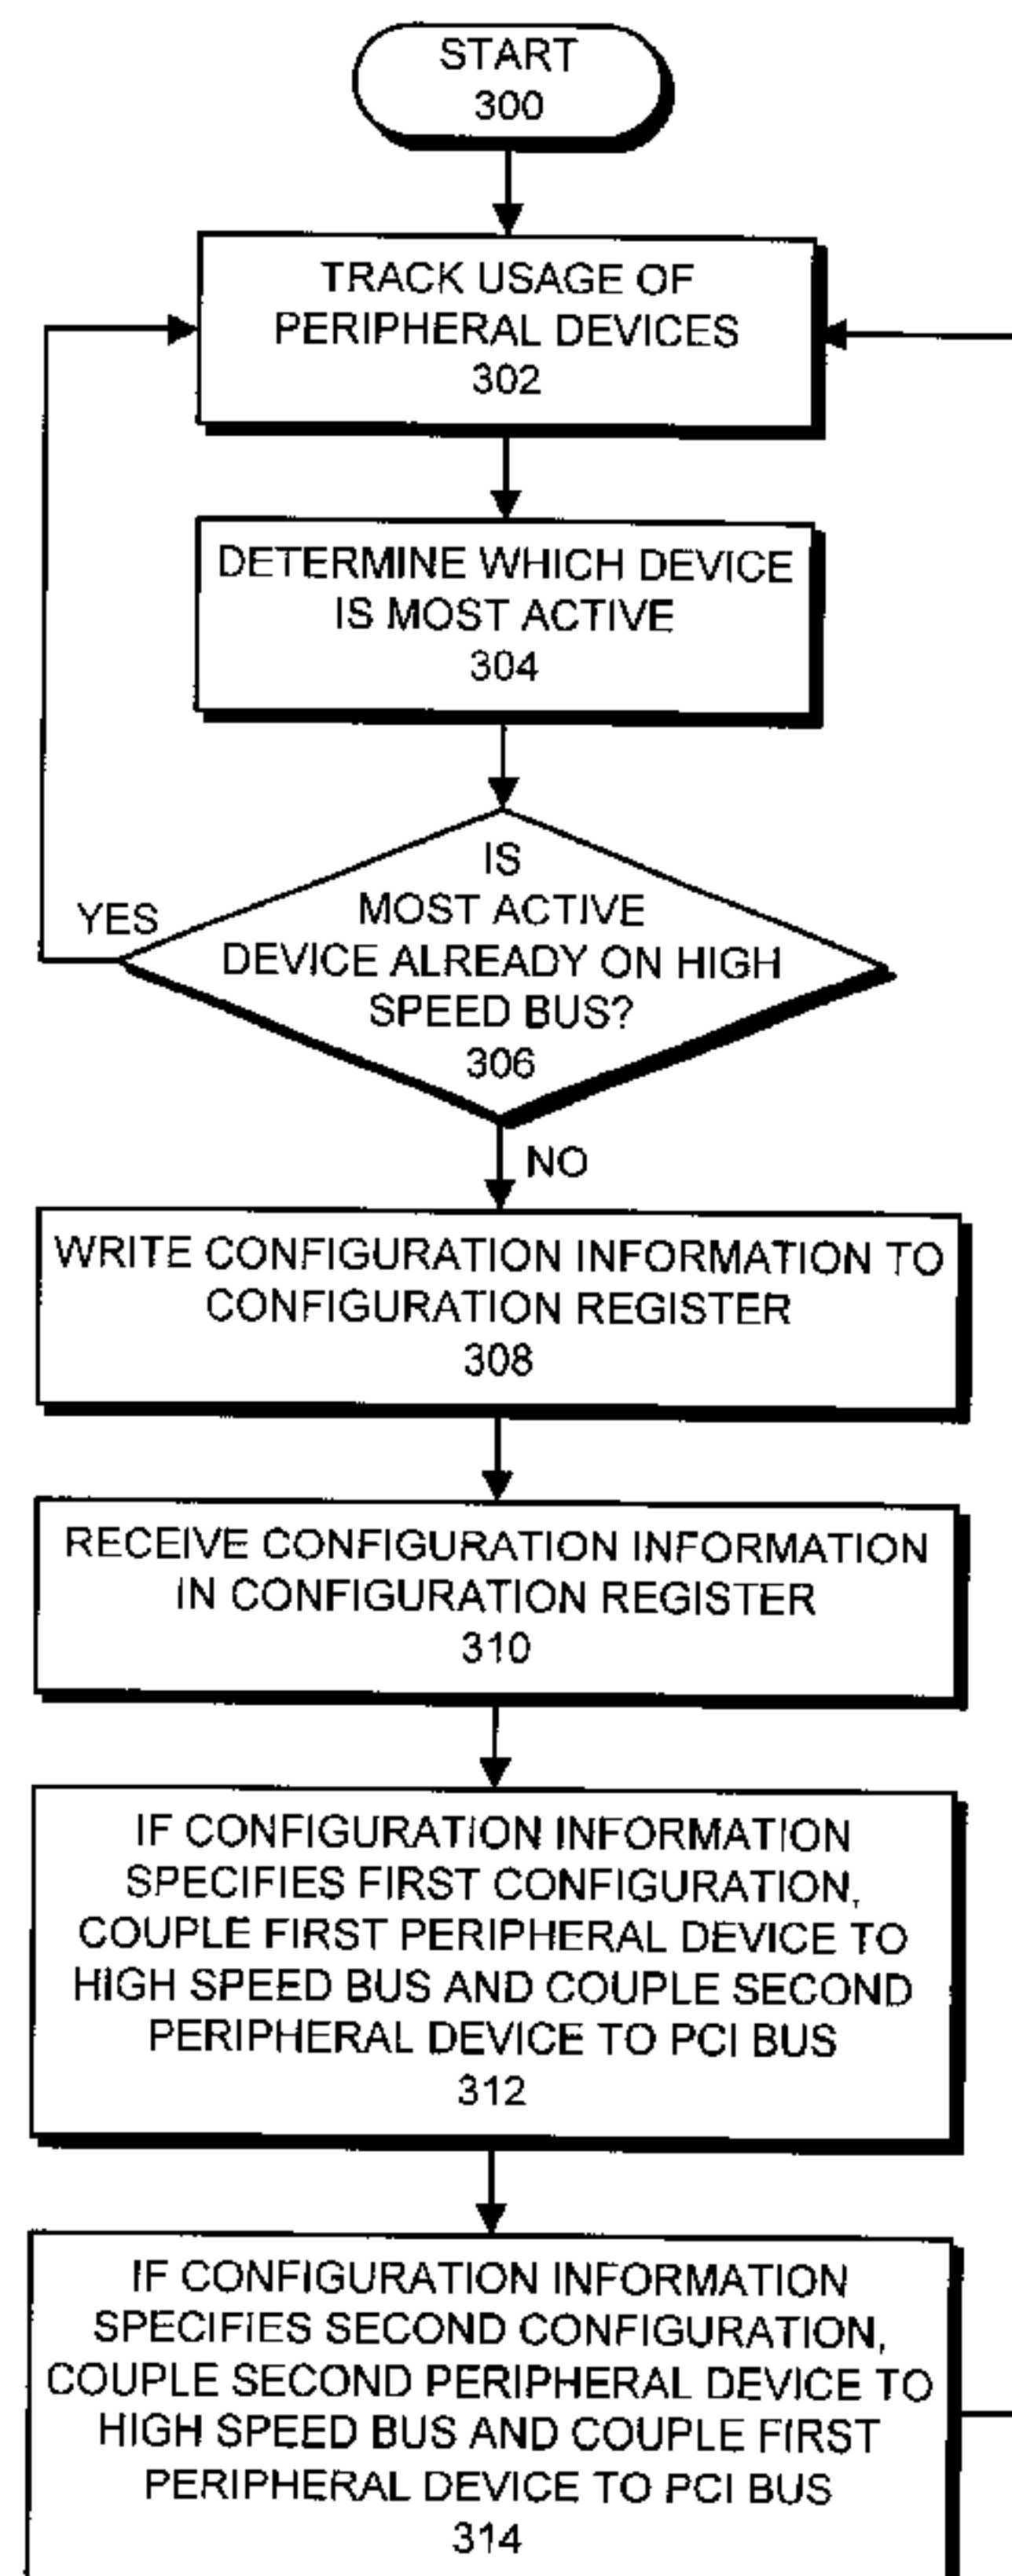 START
300
TRACK USAGE OF
PERIPHERAL DEVICES
302
DETERMINE WHICH DEVICE
IS MOST ACTIVE
304
IS
MOST ACTIVE
DEVICE ALREADY ON HIGH
SPEED BUS?
306
YES
NO
WRITE CONFIGURATION INFORMATION TO
CONFIGURATION REGISTER
308
RECEIVE CONFIGURATION INFORMATION
IN CONFIGURATION REGISTER
310
IF CONFIGURATION INFORMATION
SPECIFIES FIRST CONFIGURATION,
COUPLE FIRST PERIPHERAL DEVICE TO
HIGH SPEED BUS AND COUPLE SECOND
PERIPHERAL DEVICE TO PCI BUS
312
IF CONFIGURATION INFORMATION
SPECIFIES SECOND CONFIGURATION,
COUPLE SECOND PERIPHERAL DEVICE TO
HIGH SPEED BUS AND COUPLE FIRST
PERIPHERAL DEVICE TO PCI BUS
314